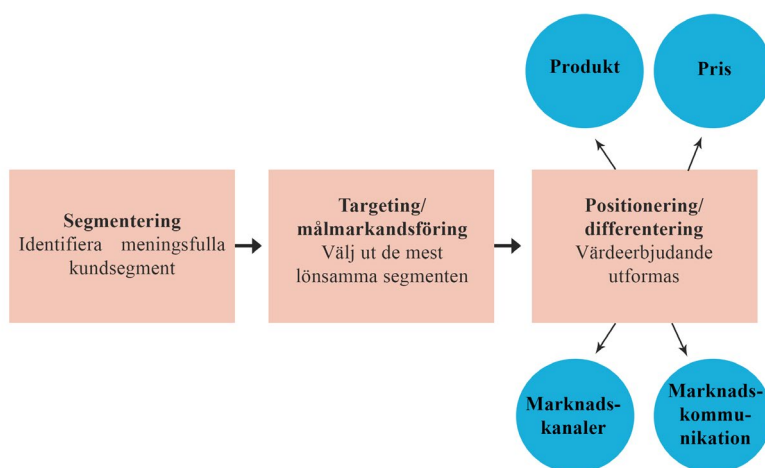 Produkt
Pris
Segmentering
Identifiera meningsfulla
kundsegment
Targeting/
målmarkandsföring
Välj ut de mest
lönsamma segmenten
Positionering/
differentering
Värdeerbjudande
utformas
Marknads-
kanaler
Marknads-
kommu-
nikation